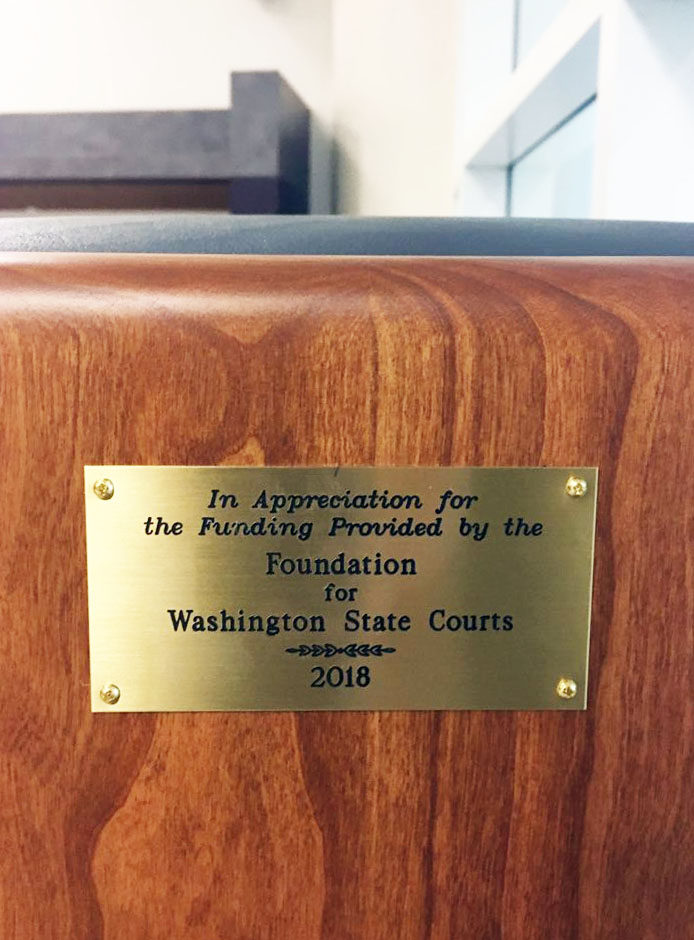 In Appreciation for
the Funding Provided by the
Foundation
for
Washington State Courts
2018